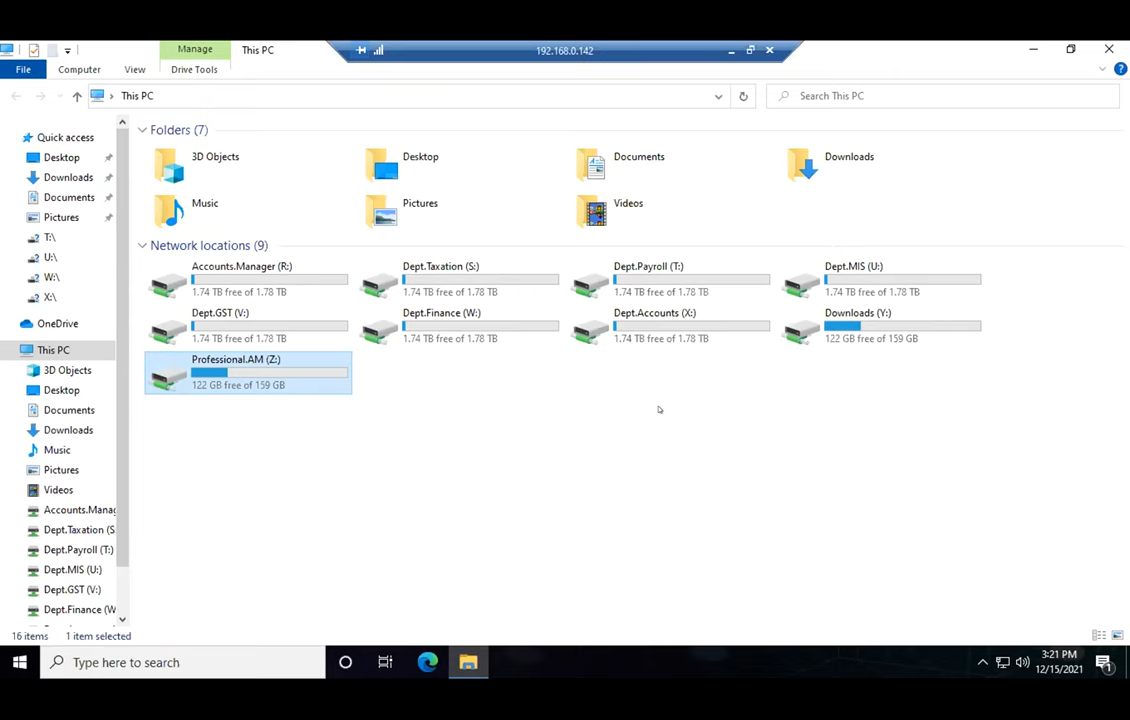 Manage
This PC
192.168.0.142
File
Computer
View
Drive Tools
This PC
Search This PC
Quick access
Desktop
Downloads
Documents
Pictures
T:\
U:\
W:\
X:\
OneDrive
This PC
3D Objects
Desktop
Documents
Downloads
Music
Pictures
Videos
Accounts.Manag
Dept.Taxation (S
Dept.Payroll (T:)
Dept.MIS (U:)
Dept.GST (V:)
Dept.Finance (W
Folders (7)
3D Objects
Desktop
Documents
Downloads
Music
Pictures
Videos
Network locations (9)
Accounts.Manager (R:)
1.74 TB free of 1.78 TB
Dept.Taxation (S:)
1.74 TB free of 1.78 TB
Dept.Payroll (T:)
1.74 TB free of 1.78 TB
Dept.MIS (U:)
1.74 TB free of 1.78 TB
Dept.GST (V:)
1.74 TB free of 1.78 TB
Dept.Finance (W:)
1.74 TB free of 1.78 TB
Dept.Accounts (X:)
1.74 TB free of 1.78 TB
Downloads (Y:)
122 GB free of 159 GB
Professional.AM (Z:)
122 GB free of 159 GB
16 items
1 item selected
Type here to search
3:21 PM
12/15/2021
1